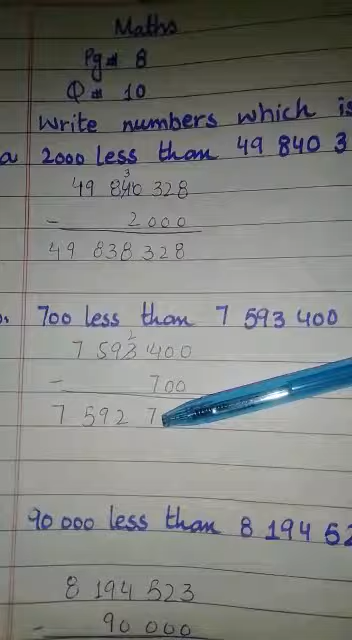 Maths
Pg# 8
Q# 10
Write numbers which is
a 2000 less than 49 840 3
3
49 840 328
- 2000
49 838 328
b. 700 less than 7 593 400
2
7 593 1400
- 700
7 592 7
90 000 less than 8 194 52
8 194 523
- 90 000